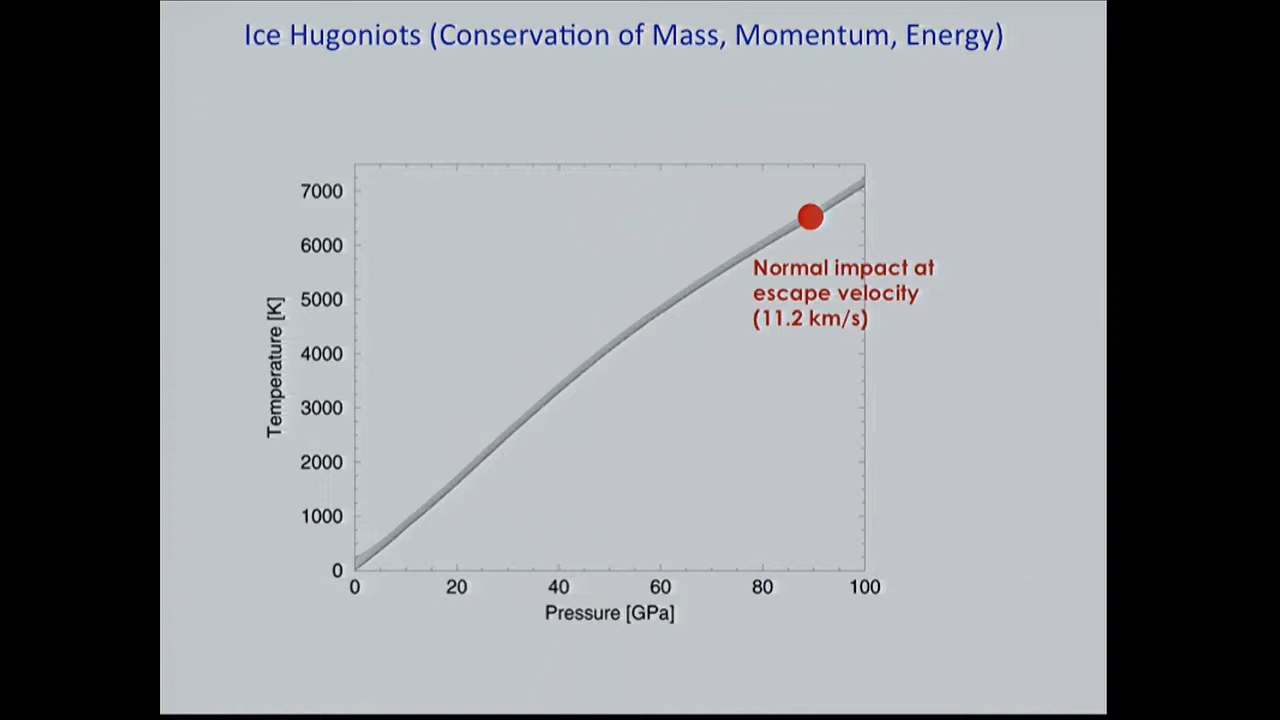 Ice Hugoniots (Conservation of Mass, Momentum, Energy)
7000
6000
5000
4000
3000
2000
1000
0
Temperature [K]
Normal impact at
escape velocity
(11.2 km/s)
0 20 40 60 80 100
Pressure [GPa]